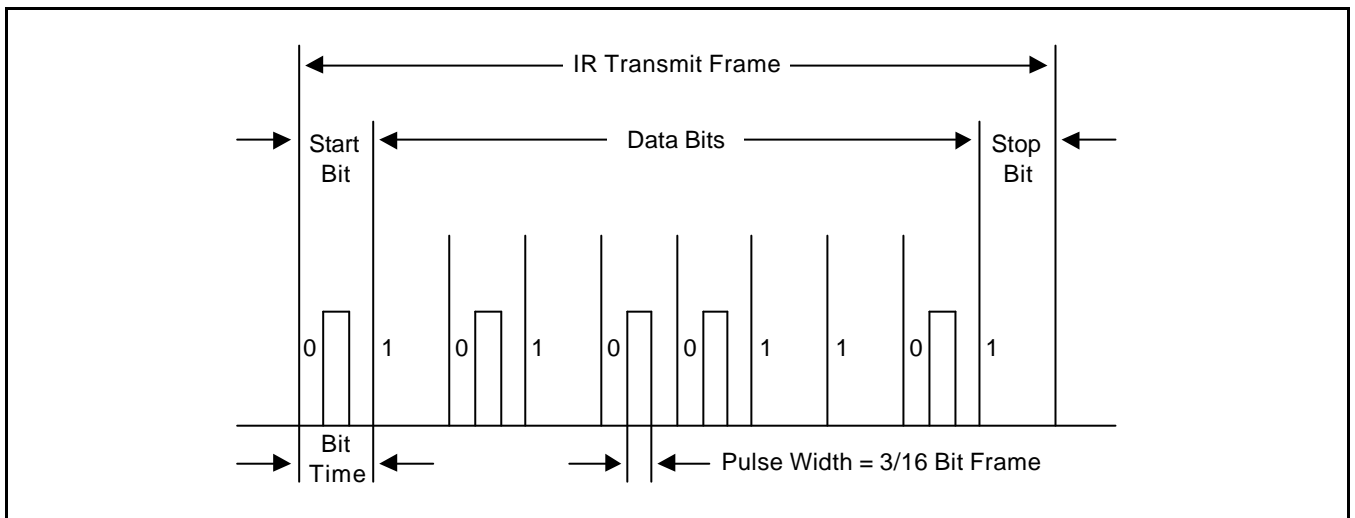 IR Transmit Frame
Start
Bit
Data Bits
Stop
Bit
0 1 0 1 0 0 1 1 0 1
Bit
Time
Pulse Width = 3/16 Bit Frame